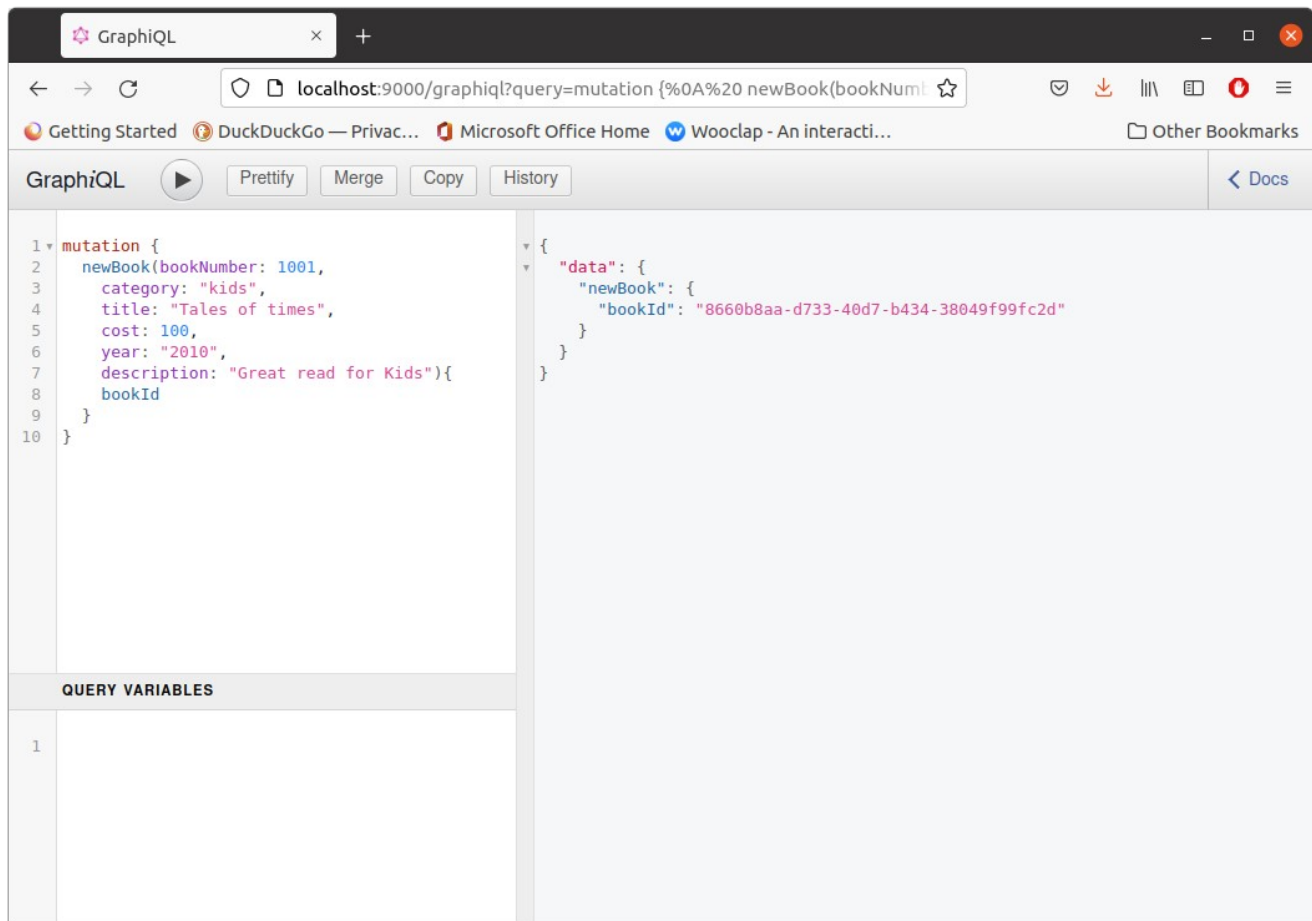 GraphiQL
localhost:9000/graphiql?query=mutation {%0A%20 newBook(bookNumb
Getting Started DuckDuckGo — Privac... Microsoft Office Home Wooclap - An interacti... Other Bookmarks
GraphiQL Prettify Merge Copy History Docs
1 mutation {
2 newBook(bookNumber: 1001,
3 category: "kids",
4 title: "Tales of times",
5 cost: 100,
6 year: "2010",
7 description: "Great read for Kids"){
8 bookId
9 }
10 }
{
"data": {
"newBook": {
"bookId": "8660b8aa-d733-40d7-b434-38049f99fc2d"
}
}
}
QUERY VARIABLES
1